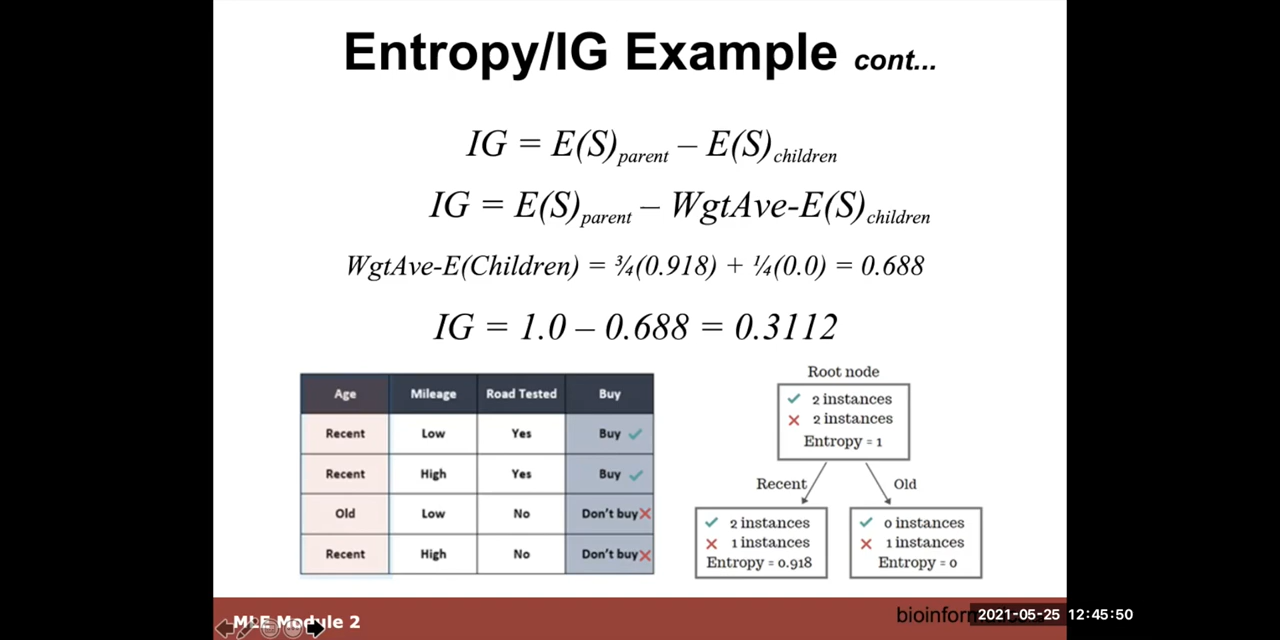 Entropy/IG Example cont...
IG = E(S)parent – E(S)children
IG = E(S)parent – WgtAve-E(S)children
WgtAve-E(Children) = ¾(0.918) + ¼(0.0) = 0.688
IG = 1.0 – 0.688 = 0.3112
Age Mileage Road Tested Buy
Recent Low Yes Buy ✓
Recent High Yes Buy ✓
Old Low No Don't buy ✕
Recent High No Don't buy ✕
Root node
✓ 2 instances
✕ 2 instances
Entropy = 1
Recent Old
✓ 2 instances
✕ 1 instances
Entropy = 0.918
✓ 0 instances
✕ 1 instances
Entropy = 0
MLE Module 2
2021-05-25 12:45:50